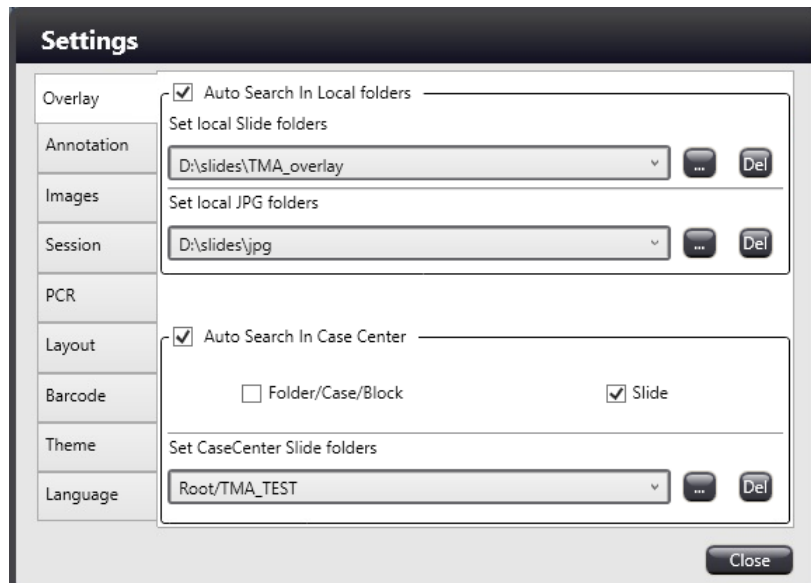 Settings
Overlay
Annotation
Images
Session
PCR
Layout
Barcode
Theme
Language
Auto Search In Local folders
Set local Slide folders
D:\slides\TMA_overlay
...
Del
Set local JPG folders
D:\slides\jpg
...
Del
Auto Search In Case Center
Folder/Case/Block
Slide
Set CaseCenter Slide folders
Root/TMA_TEST
...
Del
Close